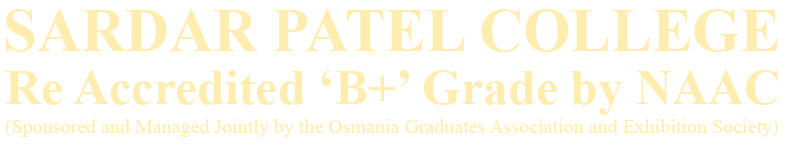 SARDAR PATEL COLLEGE
Re Accredited ‘B+’ Grade by NAAC
(Sponsored and Managed Jointly by the Osmania Graduates Association and Exhibition Society)